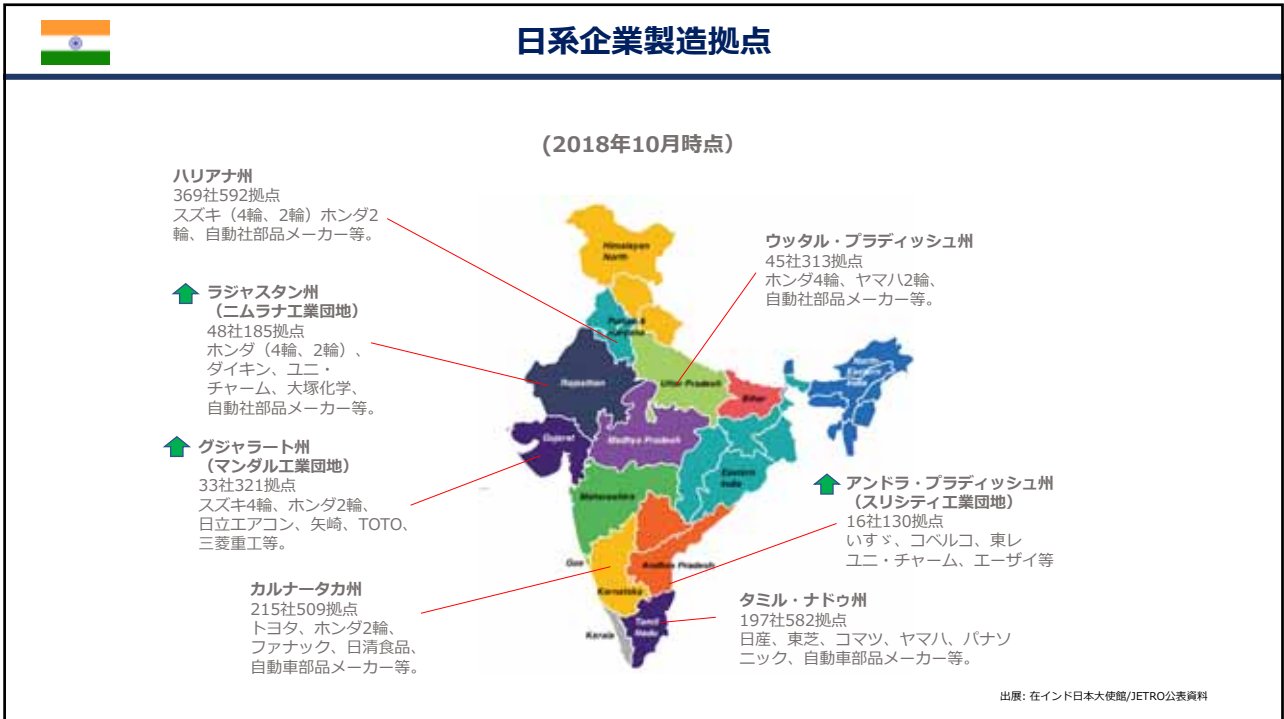 日系企業製造拠点
(2018年10月時点）
ハリアナ州
369社592拠点
スズキ（4輪、2輪）ホンダ2
輪、自動社部品メーカー等。
ウッタル・プラディッシュ州
45社313拠点
ホンダ4輪、ヤマハ2輪、
自動社部品メーカー等。
ラジャスタン州
（ニムラナ工業団地）
48社185拠点
ホンダ（4輪、2輪）、
ダイキン、ユニ・
チャーム、大塚化学、
自動社部品メーカー等。
グジャラート州
（マンダル工業団地）
33社321拠点
スズキ4輪、ホンダ2輪、
日立エアコン、矢崎、TOTO、
三菱重工等。
アンドラ・プラディッシュ州
（スリシティ工業団地）
16社130拠点
いすゞ、コベルコ、東レ
ユニ・チャーム、エーザイ等
カルナータカ州
215社509拠点
トヨタ、ホンダ2輪、
ファナック、日清食品、
自動車部品メーカー等。
タミル・ナドゥ州
197社582拠点
日産、東芝、コマツ、ヤマハ、パナソ
ニック、自動車部品メーカー等。
Himalayan
North
Punjab &
Haryana
Rajasthan
Uttar Pradesh
Bihar
North
Eastern
India
Gujarat
Madhya Pradesh
Eastern
India
Maharashtra
Goa
Andhra Pradesh
Karnataka
Kerala
Tamil
Nadu
出展: 在インド日本大使館/JETRO公表資料